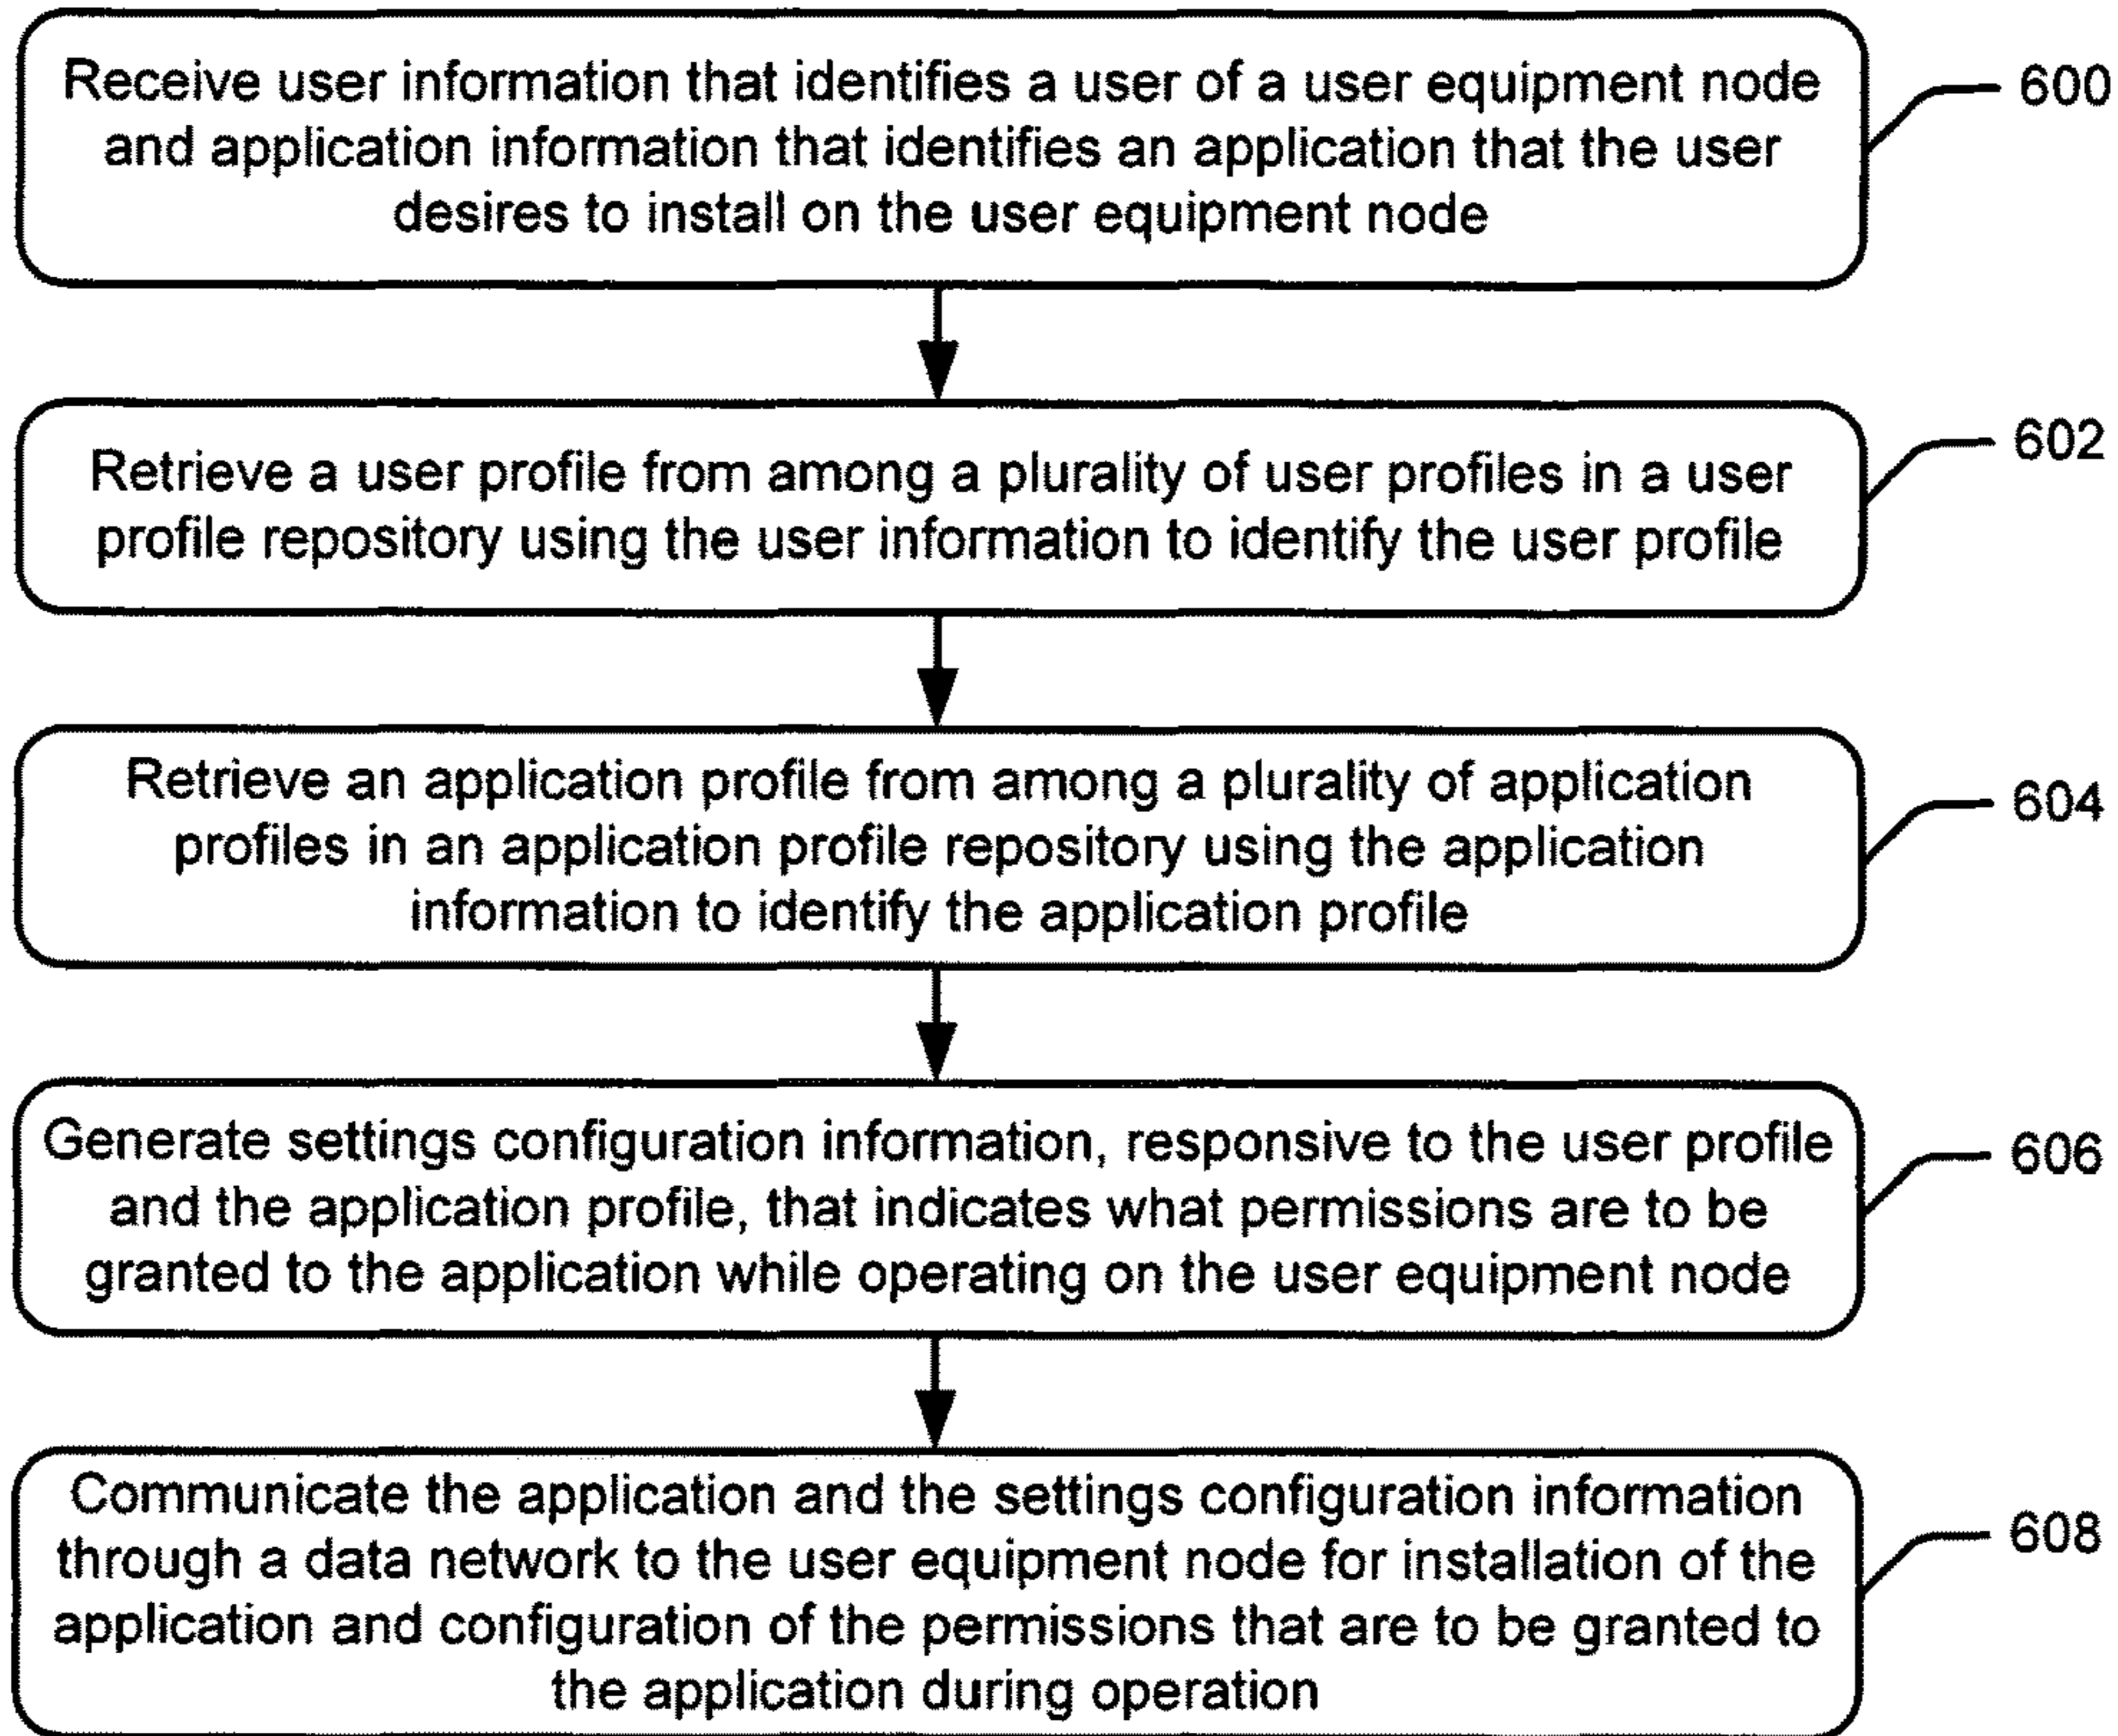 Receive user information that identifies a user of a user equipment node
and application information that identifies an application that the user
desires to install on the user equipment node
600
Retrieve a user profile from among a plurality of user profiles in a user
profile repository using the user information to identify the user profile
602
Retrieve an application profile from among a plurality of application
profiles in an application profile repository using the application
information to identify the application profile
604
Generate settings configuration information, responsive to the user profile
and the application profile, that indicates what permissions are to be
granted to the application while operating on the user equipment node
606
Communicate the application and the settings configuration information
through a data network to the user equipment node for installation of the
application and configuration of the permissions that are to be granted to
the application during operation
608